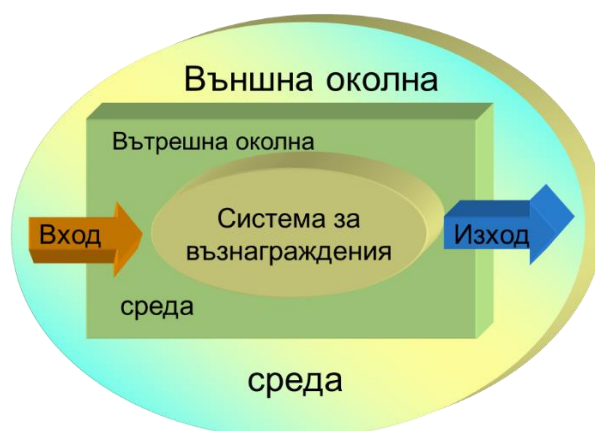 Външна околна
Вътрешна околна
Вход
Система за
възнаграждения
Изход
среда
среда